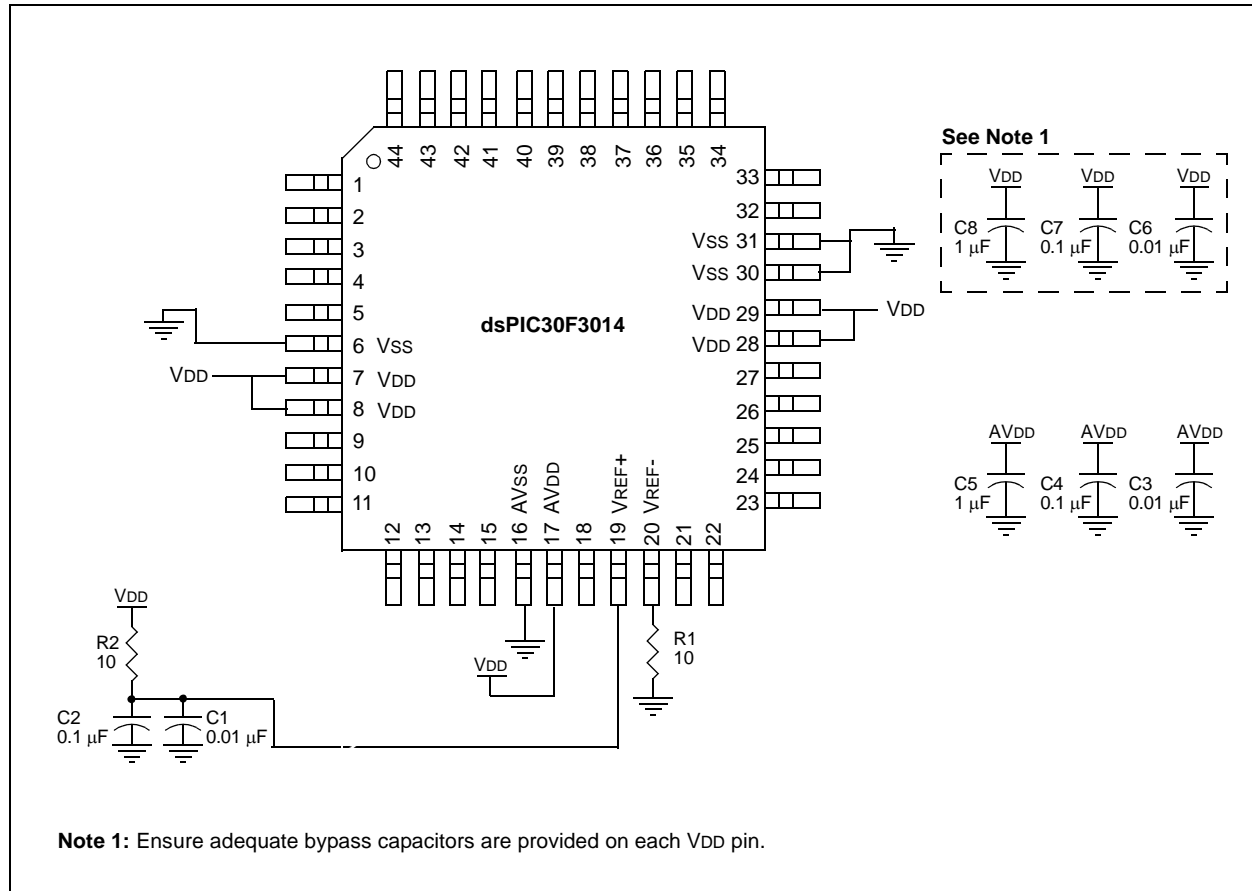 44 43 42 41 40 39 38 37 36 35 34
See Note 1
VDD VDD VDD
C8 C7 C6
1 µF 0.1 µF 0.01 µF
1 33
2 32
3 VSS 31
4 VSS 30
5 VDD 29 VDD
dsPIC30F3014
6 VSS VDD 28
VDD 7 VDD 27
8 VDD 26
9 25
10 24
11 23
AVDD AVDD AVDD
C5 C4 C3
1 µF 0.1 µF 0.01 µF
12 13 14 15 16 AVSS 17 AVDD 18 19 VREF+ 20 VREF- 21 22
VDD
R2
10
R1
10
VDD
C2 C1
0.1 µF 0.01 µF
Note 1: Ensure adequate bypass capacitors are provided on each VDD pin.